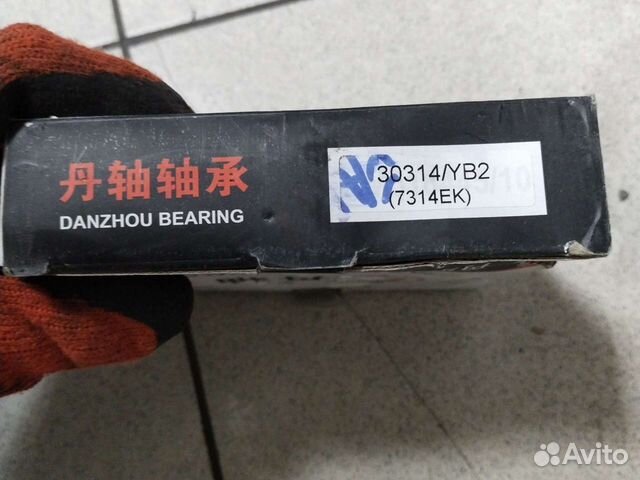 丹轴轴承
DANZHOU BEARING
30314/YB2
(7314EK)
Avito